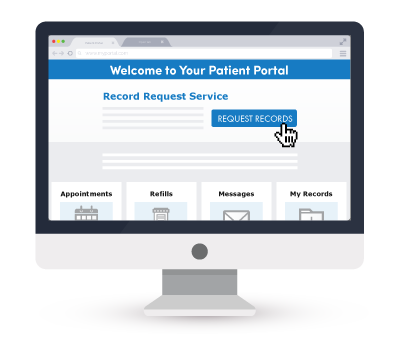 Welcome to Your Patient Portal
Record Request Service
REQUEST RECORDS
Appointments
Refills
Messages
My Records